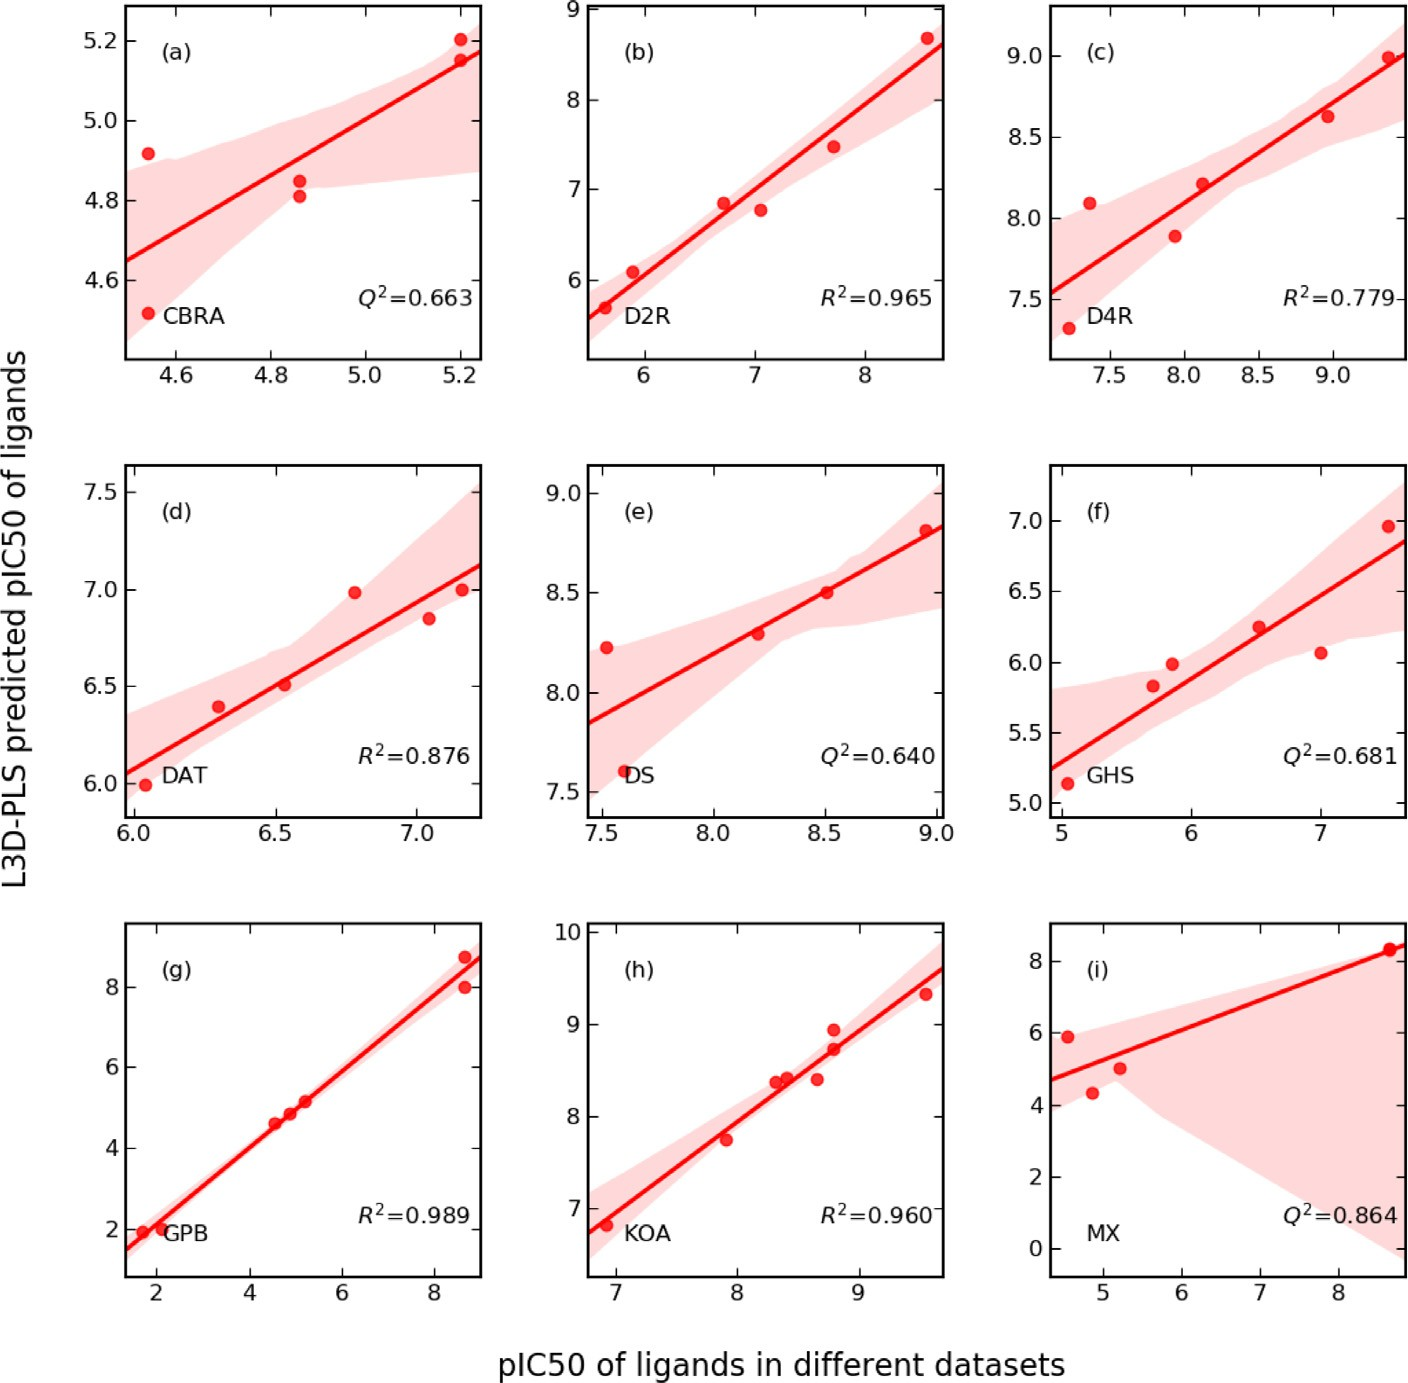 L3D-PLS predicted pIC50 of ligands
(a)
5.2
5.0
4.8
4.6
Q²=0.663
CBRA
4.6 4.8 5.0 5.2
(b)
9
8
7
6
R²=0.965
D2R
6 7 8
(c)
9.0
8.5
8.0
7.5
R²=0.779
D4R
7.5 8.0 8.5 9.0
(d)
7.5
7.0
6.5
6.0
R²=0.876
DAT
6.0 6.5 7.0
(e)
9.0
8.5
8.0
7.5
Q²=0.640
DS
7.5 8.0 8.5 9.0
(f)
7.0
6.5
6.0
5.5
5.0
Q²=0.681
GHS
5 6 7
(g)
8
6
4
2
R²=0.989
GPB
2 4 6 8
(h)
10
9
8
7
R²=0.960
KOA
7 8 9
(i)
8
6
4
2
0
Q²=0.864
MX
5 6 7 8
pIC50 of ligands in different datasets